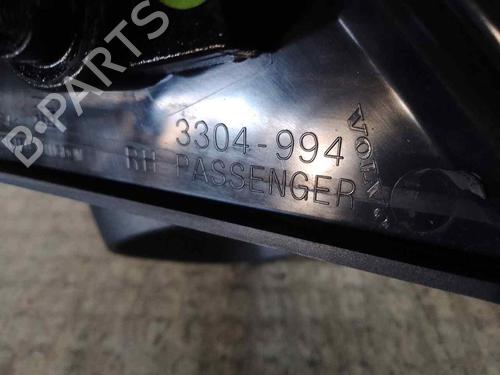 B-PARTS
3304-994
RH PASSENGER
VOLVO